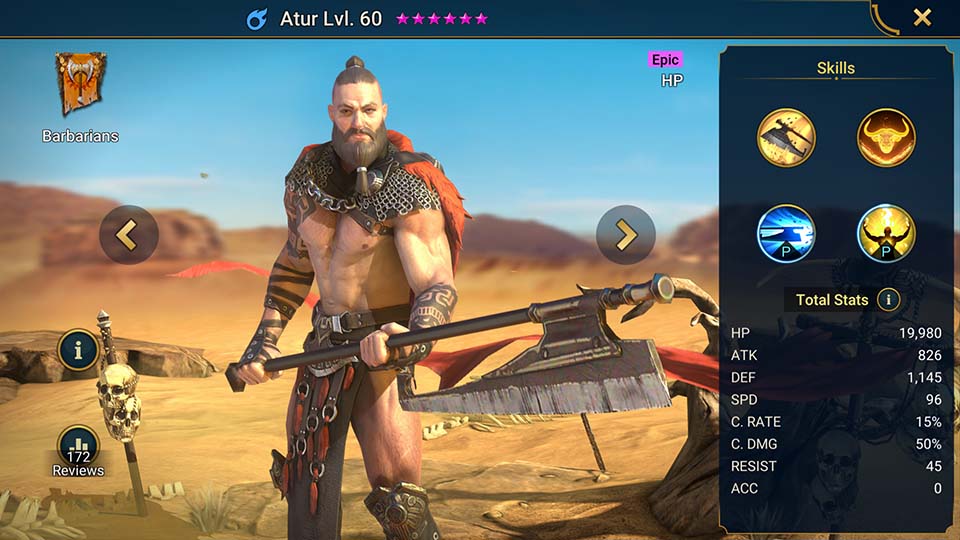 Atur Lvl. 60
Barbarians
Epic
HP
Skills
P
P
Total Stats i
HP 19,980
ATK 826
DEF 1,145
SPD 96
C. RATE 15%
C. DMG 50%
RESIST 45
ACC 0
i
172
Reviews